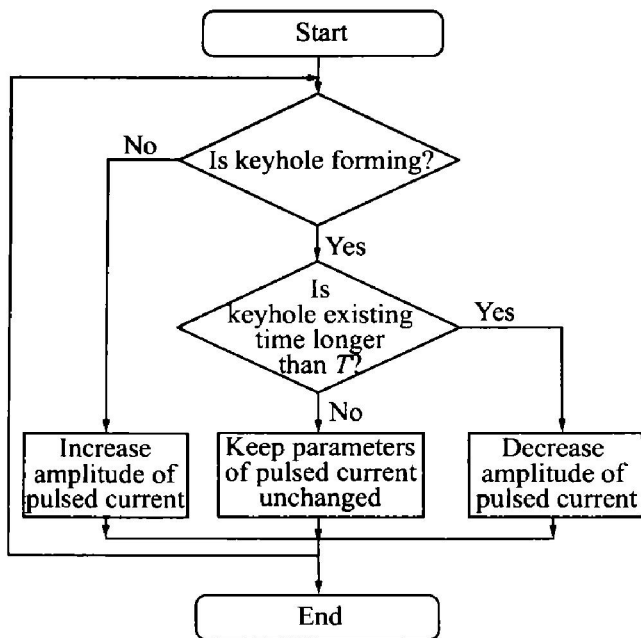 Start
No
Is keyhole forming?
Yes
Is
keyhole existing
time longer
than T?
Yes
No
Increase
amplitude of
pulsed current
Keep parameters
of pulsed current
unchanged
Decrease
amplitude of
pulsed current
End